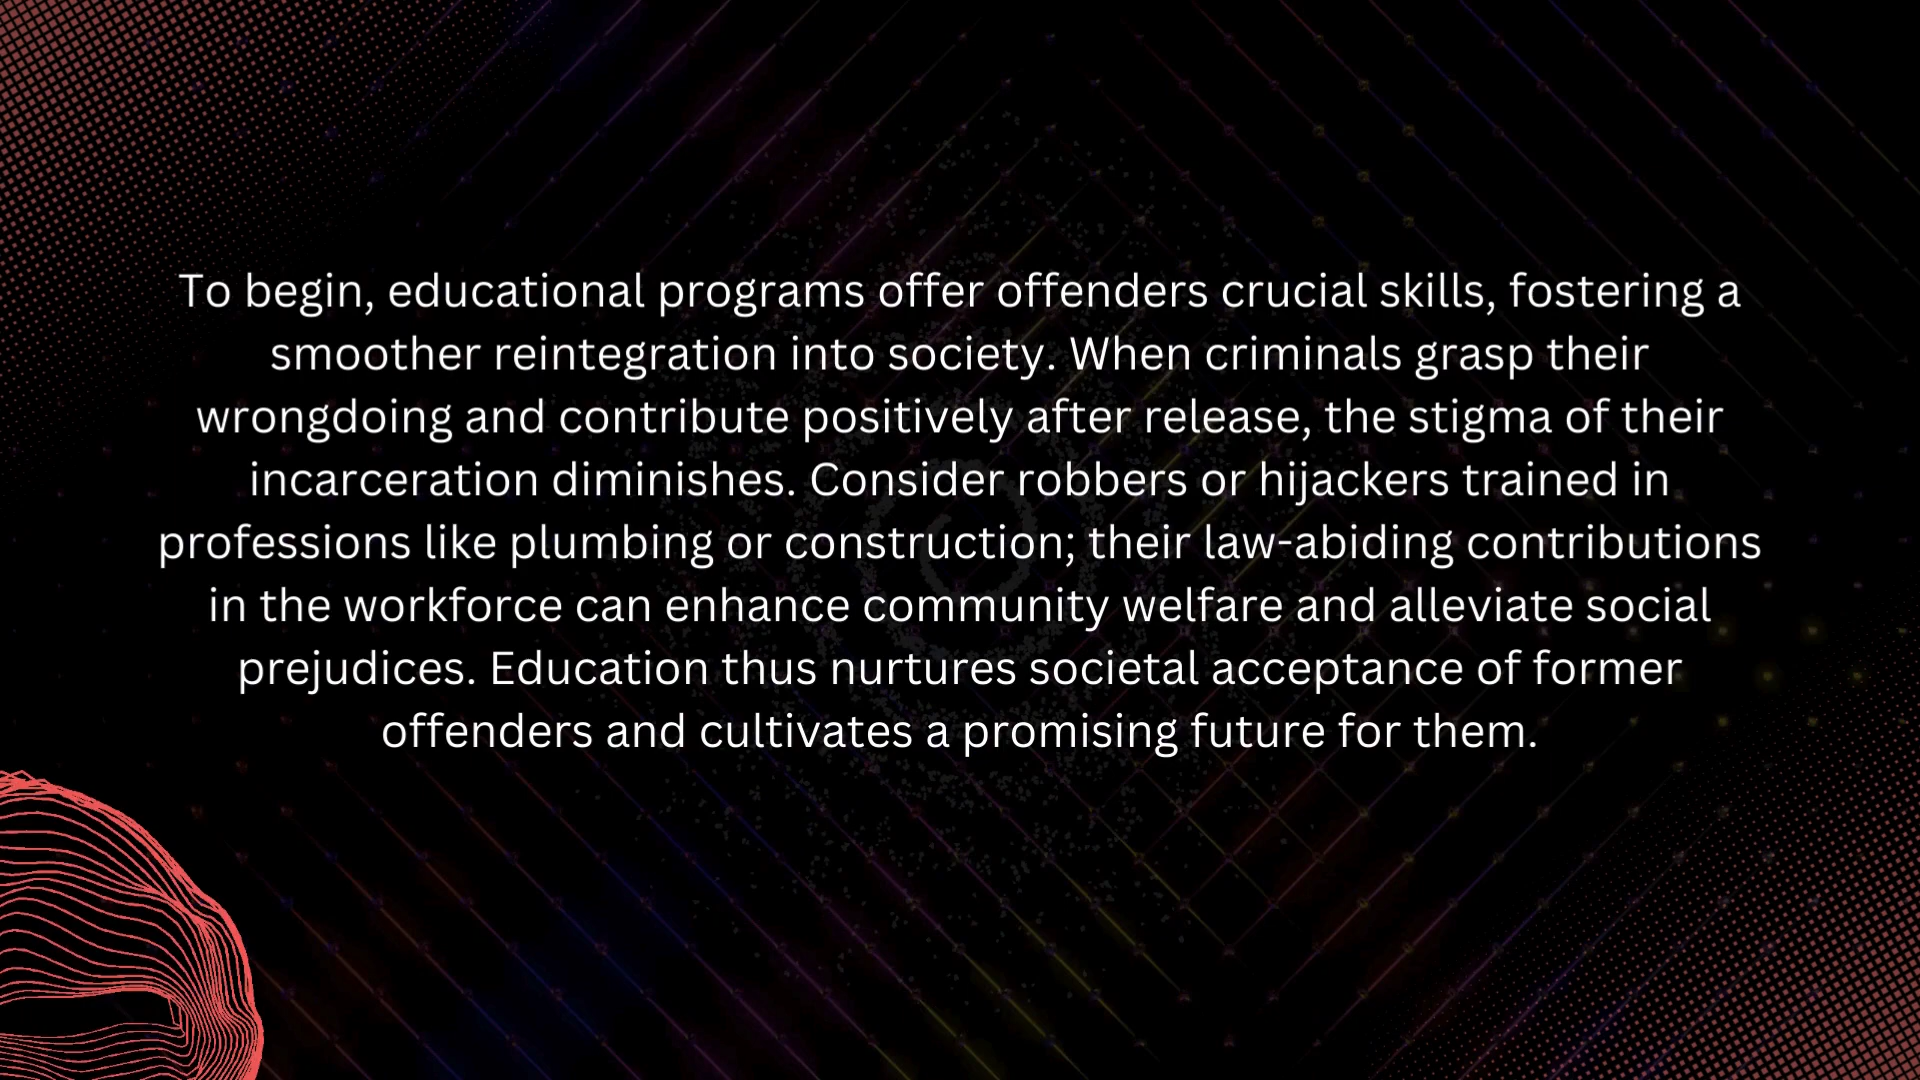 To begin, educational programs offer offenders crucial skills, fostering a
smoother reintegration into society. When criminals grasp their
wrongdoing and contribute positively after release, the stigma of their
incarceration diminishes. Consider robbers or hijackers trained in
professions like plumbing or construction; their law-abiding contributions
in the workforce can enhance community welfare and alleviate social
prejudices. Education thus nurtures societal acceptance of former
offenders and cultivates a promising future for them.